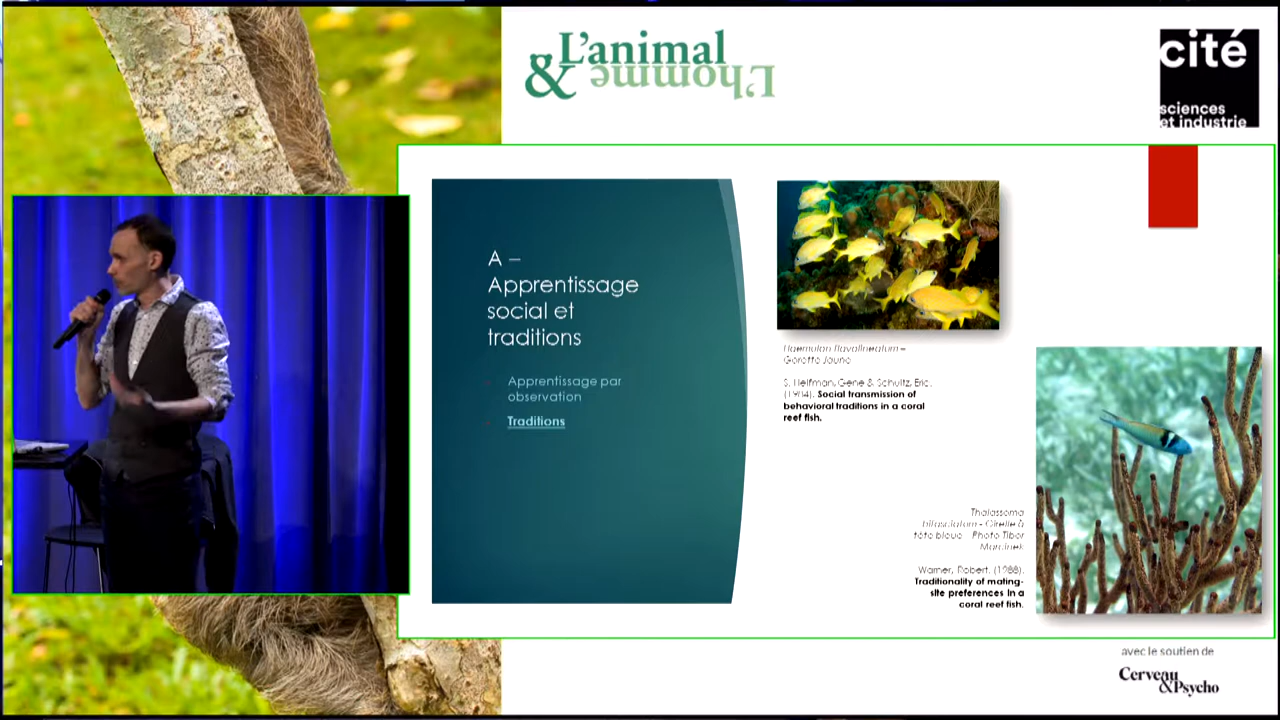 L'animal
&
L'homme
cité
sciences
et industrie
A –
Apprentissage
social et
traditions
Apprentissage par
observation
Traditions
Haemulon flavolineatum –
Gorette Jaune
S. Helfman, Gene & Schultz, Eric.
(1984). Social transmission of
behavioral traditions in a coral
reef fish.
Thalassoma
bifasciatum - Girelle à
tête bleue - Photo Tibor
Marcinek
Warner, Robert. (1988).
Traditionality of mating-
site preferences in a
coral reef fish.
avec le soutien de
Cerveau
&Psycho